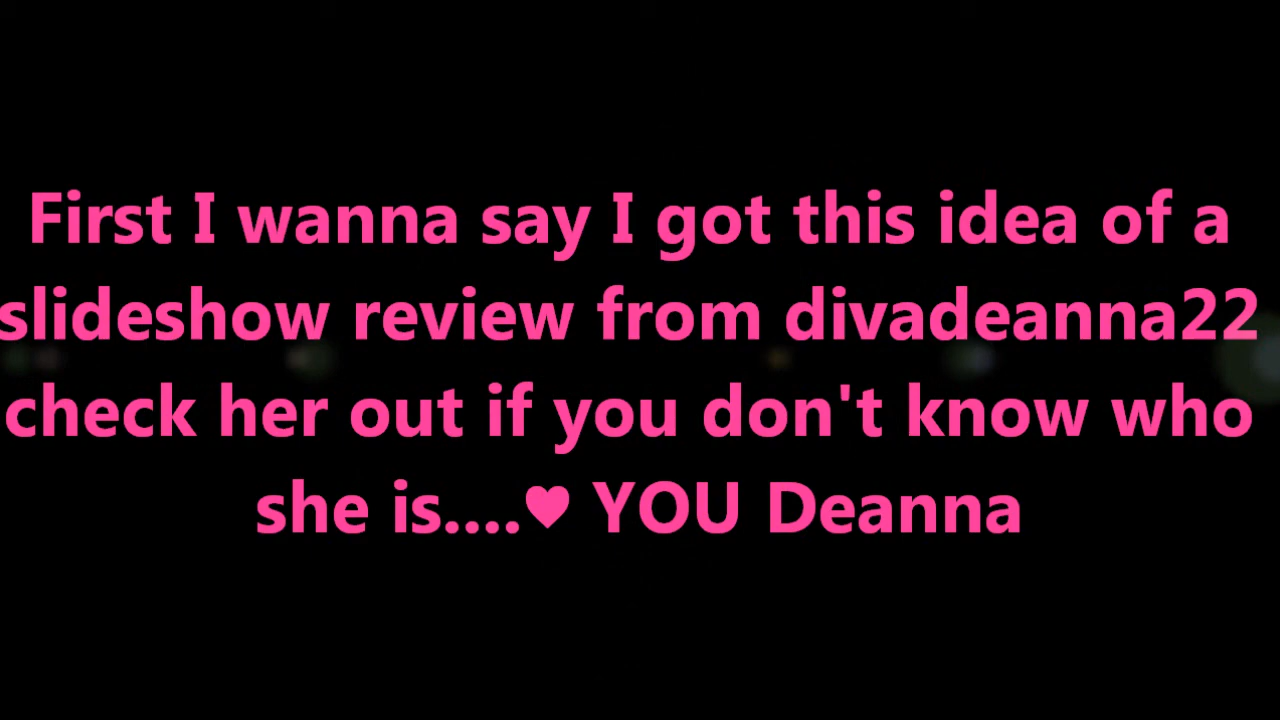 First I wanna say I got this idea of a
slideshow review from divadeanna22
check her out if you don't know who
she is....♥ YOU Deanna